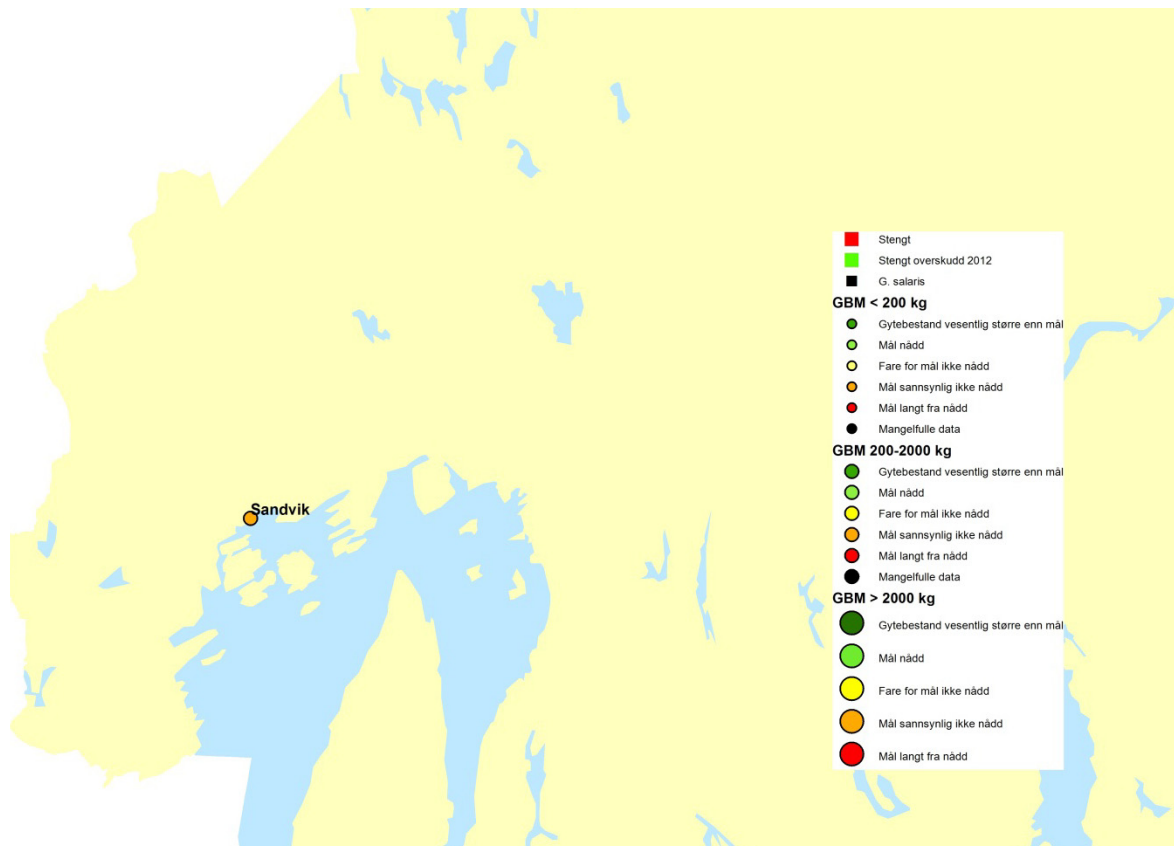 Sandvik
Stengt
Stengt overskudd 2012
G. salaris
GBM < 200 kg
Gytebestand vesentlig større enn mål
Mål nådd
Fare for mål ikke nådd
Mål sannsynlig ikke nådd
Mål langt fra nådd
Mangelfulle data
GBM 200-2000 kg
Gytebestand vesentlig større enn mål
Mål nådd
Fare for mål ikke nådd
Mål sannsynlig ikke nådd
Mål langt fra nådd
Mangelfulle data
GBM > 2000 kg
Gytebestand vesentlig større enn mål
Mål nådd
Fare for mål ikke nådd
Mål sannsynlig ikke nådd
Mål langt fra nådd